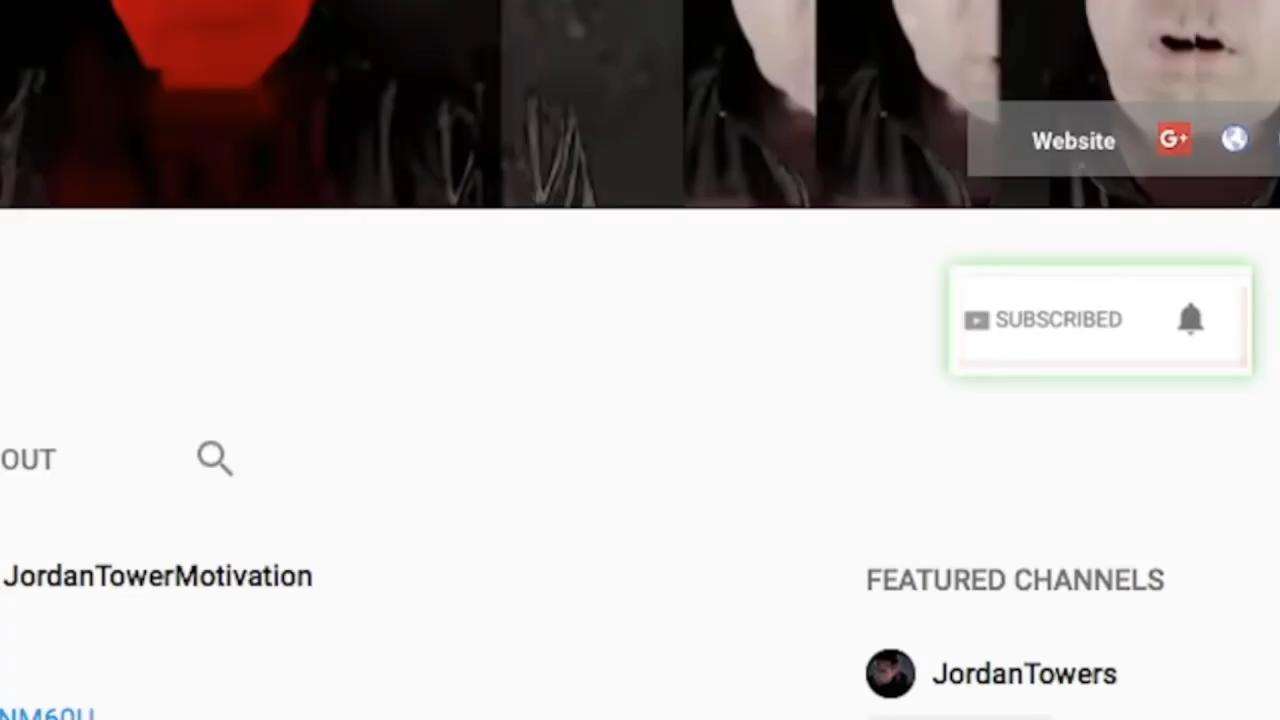 Website G+
SUBSCRIBED
OUT
JordanTowerMotivation
FEATURED CHANNELS
JordanTowers